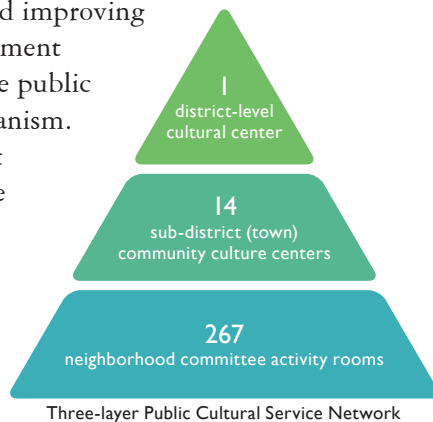 d improving
ment
e public
anism.
t
e
1
district-level
cultural center
14
sub-district (town)
community culture centers
267
neighborhood committee activity rooms
Three-layer Public Cultural Service Network